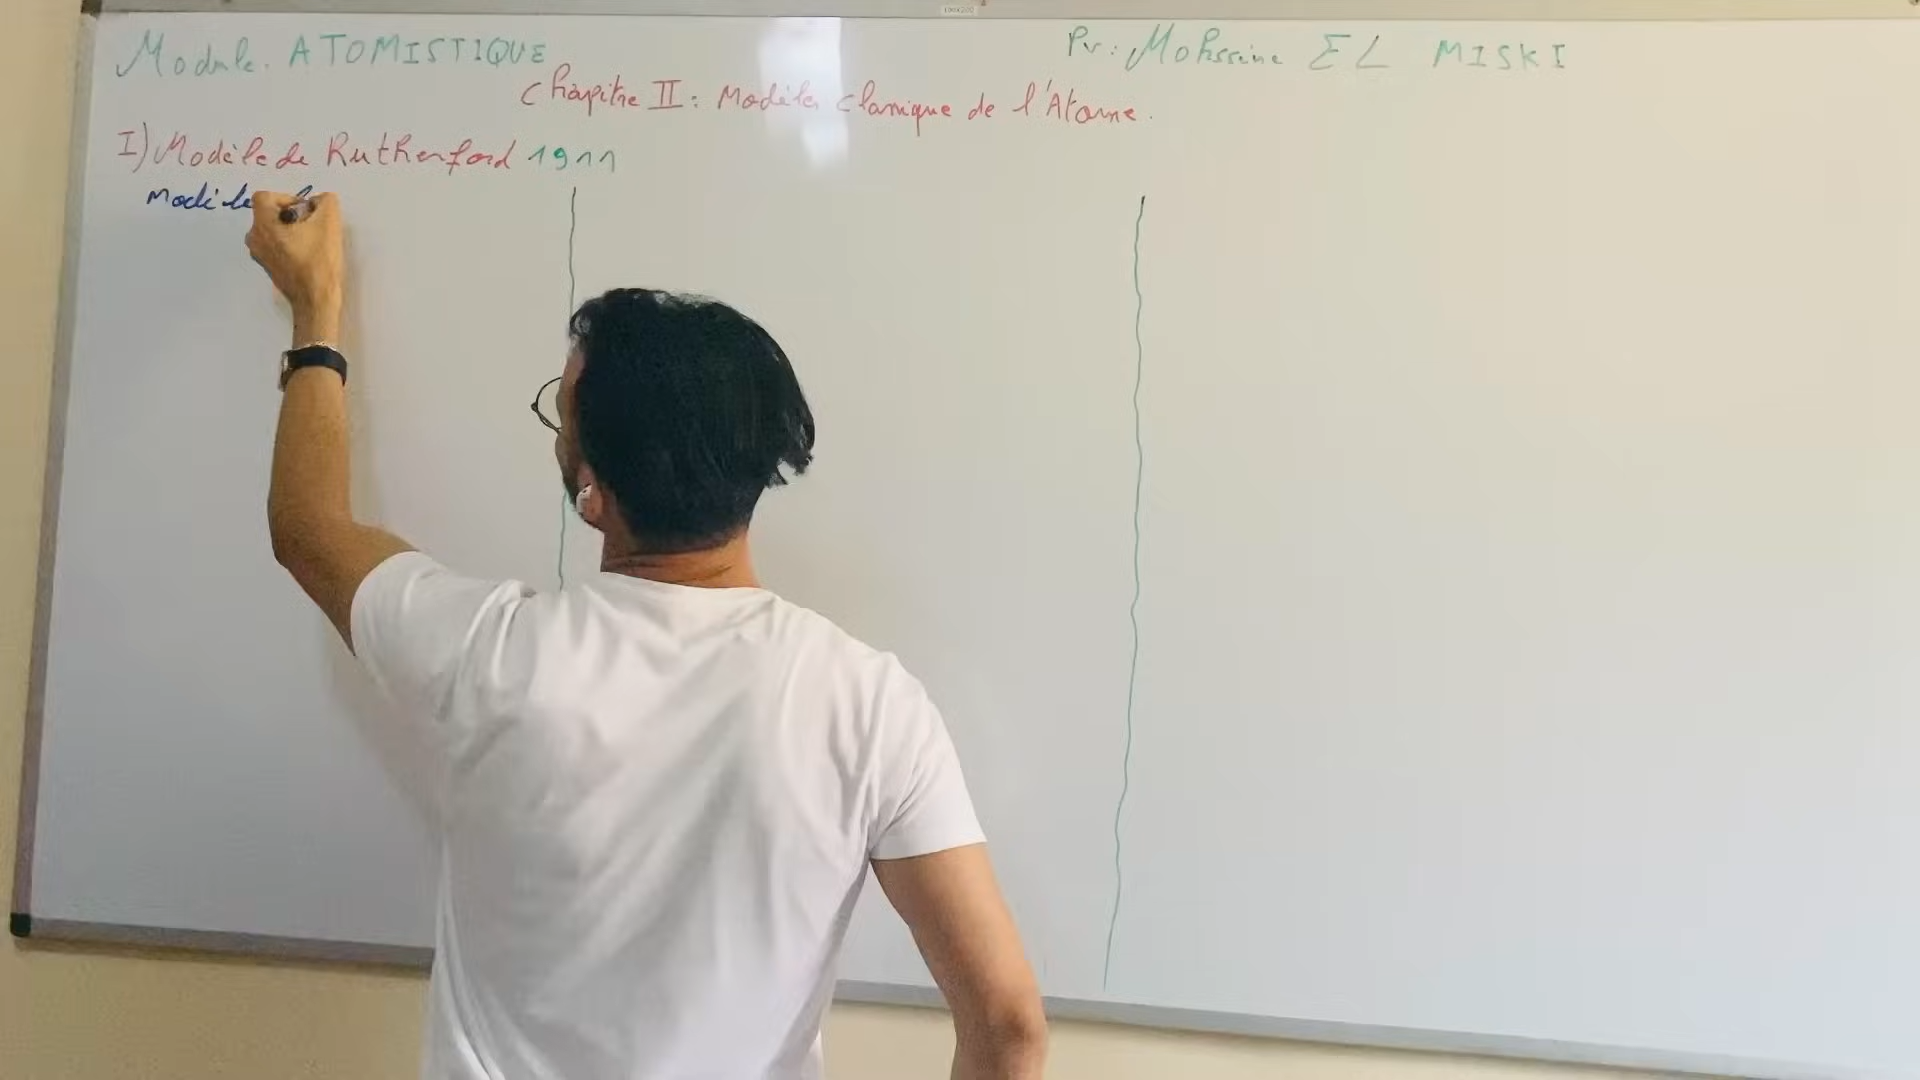 Module. ATOMISTIQUE
Pr: Mohssine EL MISKI
Chapitre II: Modèles classique de l'Atome.
I) Modèle de Rutherford 1911
Modèle